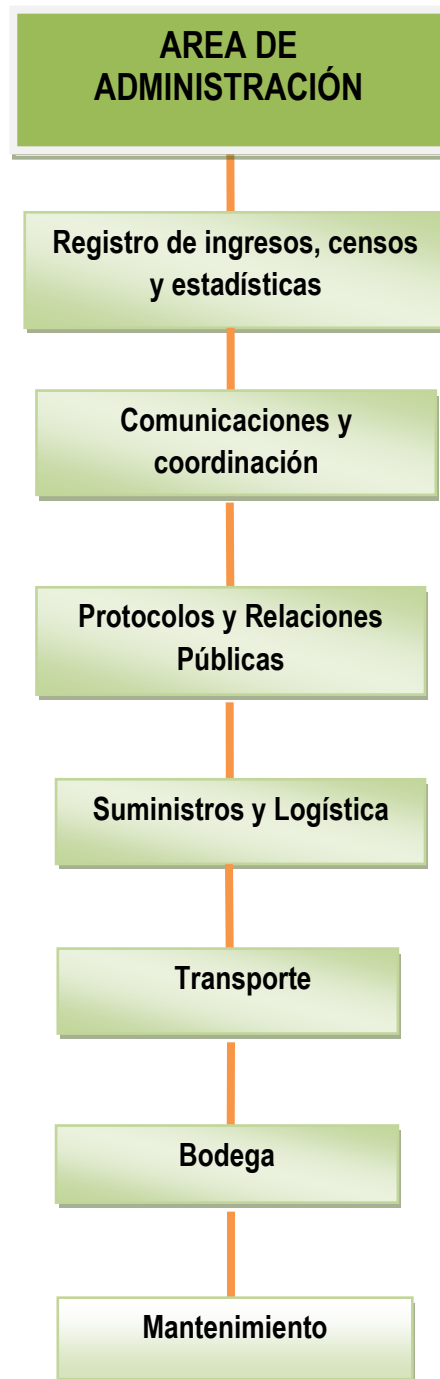 AREA DE
ADMINISTRACIÓN
Registro de ingresos, censos
y estadísticas
Comunicaciones y
coordinación
Protocolos y Relaciones
Públicas
Suministros y Logística
Transporte
Bodega
Mantenimiento